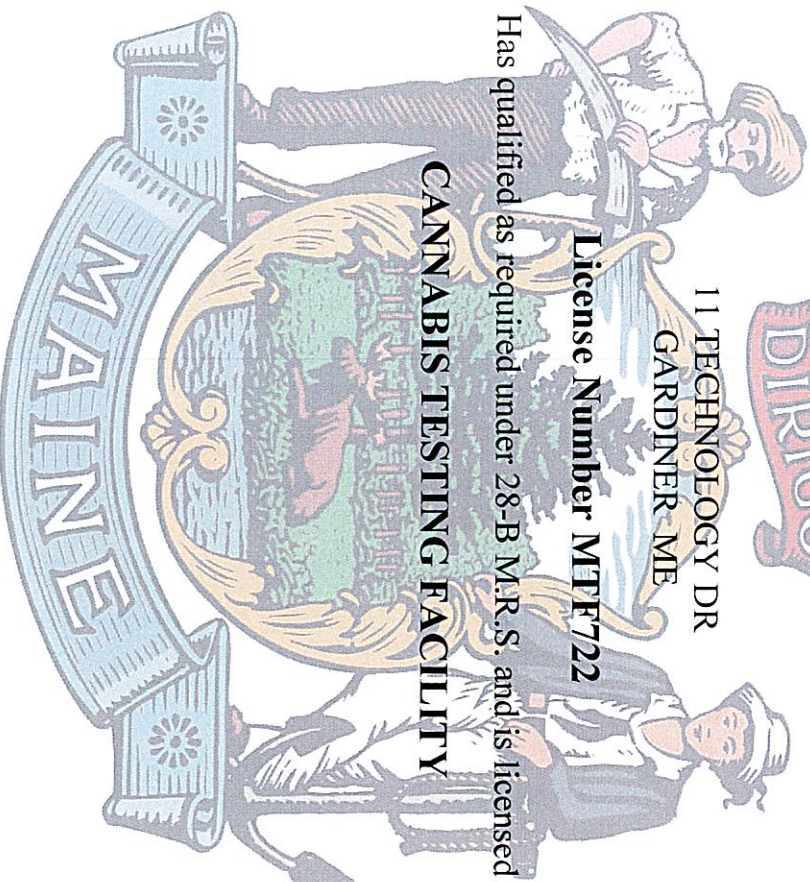 DIRIGO
11 TECHNOLOGY DR
GARDINER ME
License Number MTF722
Has qualified as required under 28-B M.R.S. and is licensed
CANNABIS TESTING FACILITY
MAINE